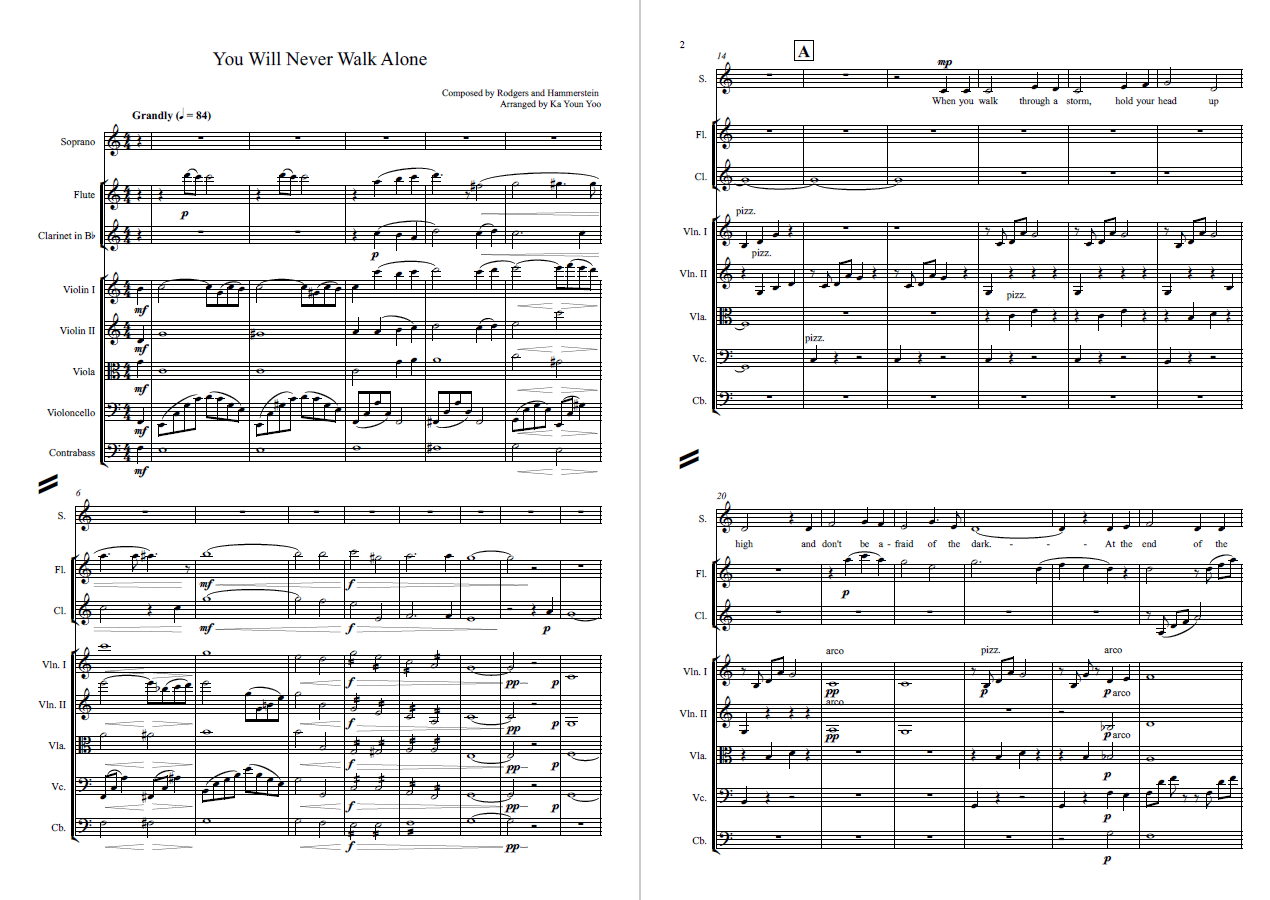 You Will Never Walk Alone
Composed by Rodgers and Hammerstein
Arranged by Ka Youn Yoo
Grandly (♩ = 84)
Soprano
Flute
p
Clarinet in B♭
p
Violin I
mf
Violin II
mf
Viola
mf
Violoncello
mf
Contrabass
mf
6
S.
Fl.
mf f
Cl.
mf f p
Vln. I
f pp p
Vln. II
f pp p
Vla.
f pp p
Vc.
f pp p
Cb.
f pp
2
14
A
mp
S.
When you walk through a storm, hold your head up
Fl.
Cl.
pizz.
Vln. I
pizz.
Vln. II
pizz.
Vla.
pizz.
Vc.
Cb.
20
S.
high and don't be a - fraid of the dark. - - - At the end of the
Fl.
p
Cl.
arco pizz. arco
Vln. I
pp p p
arco arco
Vln. II
pp p
arco
Vla.
p
Vc.
p
Cb.
p